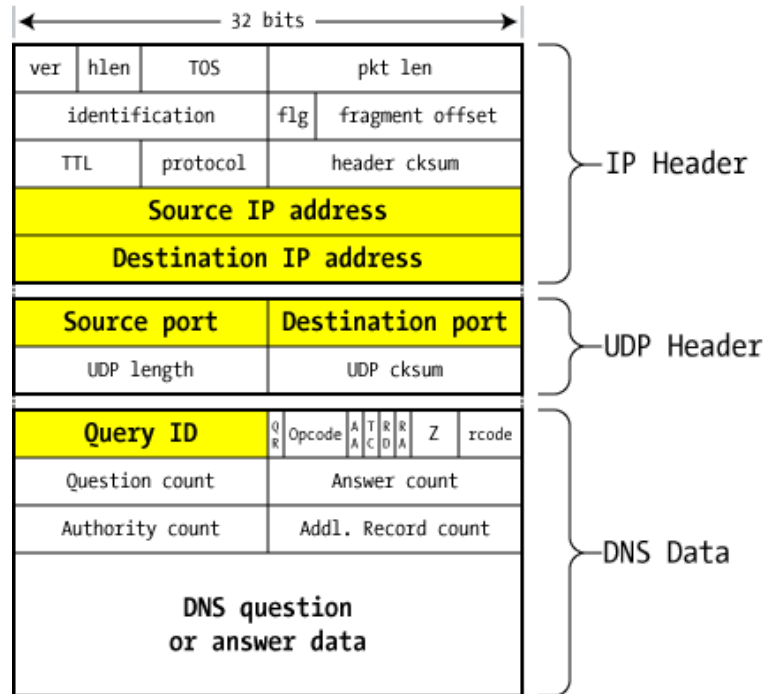 32 bits
ver hlen TOS pkt len
identification flg fragment offset
TTL protocol header cksum
IP Header
Source IP address
Destination IP address
Source port Destination port
UDP Header
UDP length UDP cksum
Query ID QR Opcode AA TC RD RA Z rcode
Question count Answer count
Authority count Addl. Record count
DNS Data
DNS question
or answer data